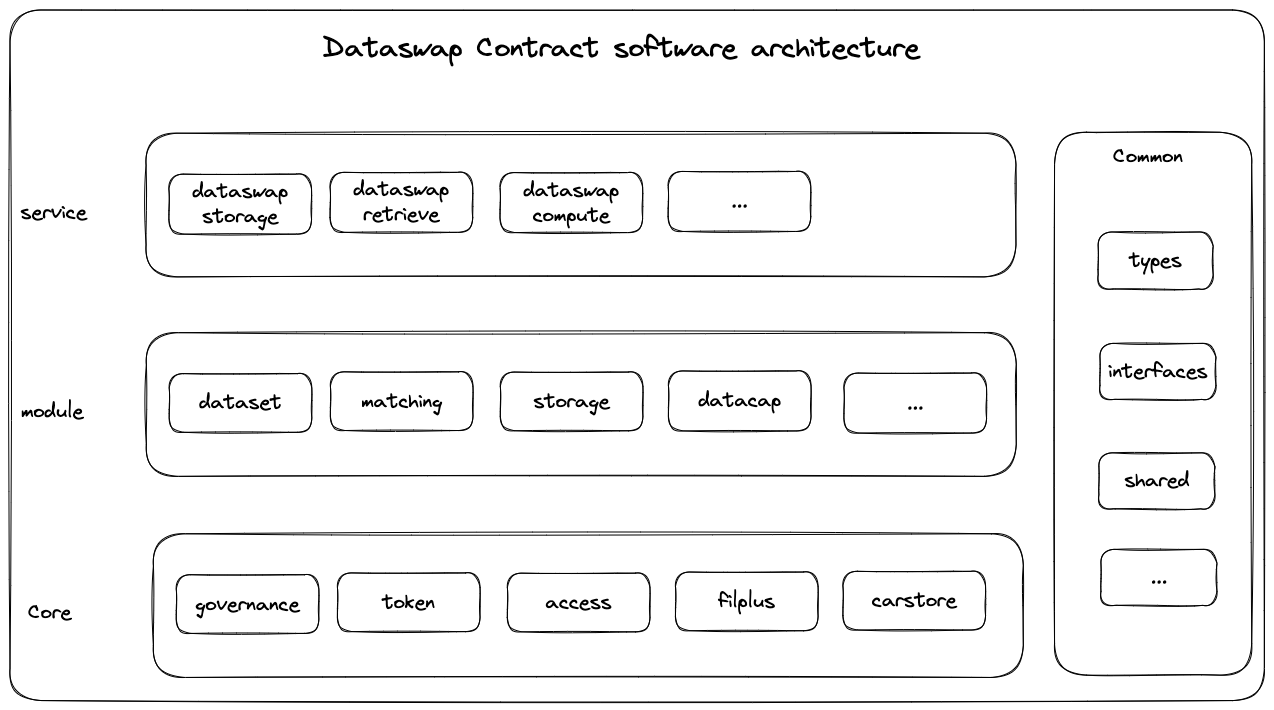 Dataswap Contract software architecture
service
dataswap
storage
dataswap
retrieve
dataswap
compute
...
module
dataset
matching
storage
datacap
...
Core
governance
token
access
filplus
carstore
Common
types
interfaces
shared
...